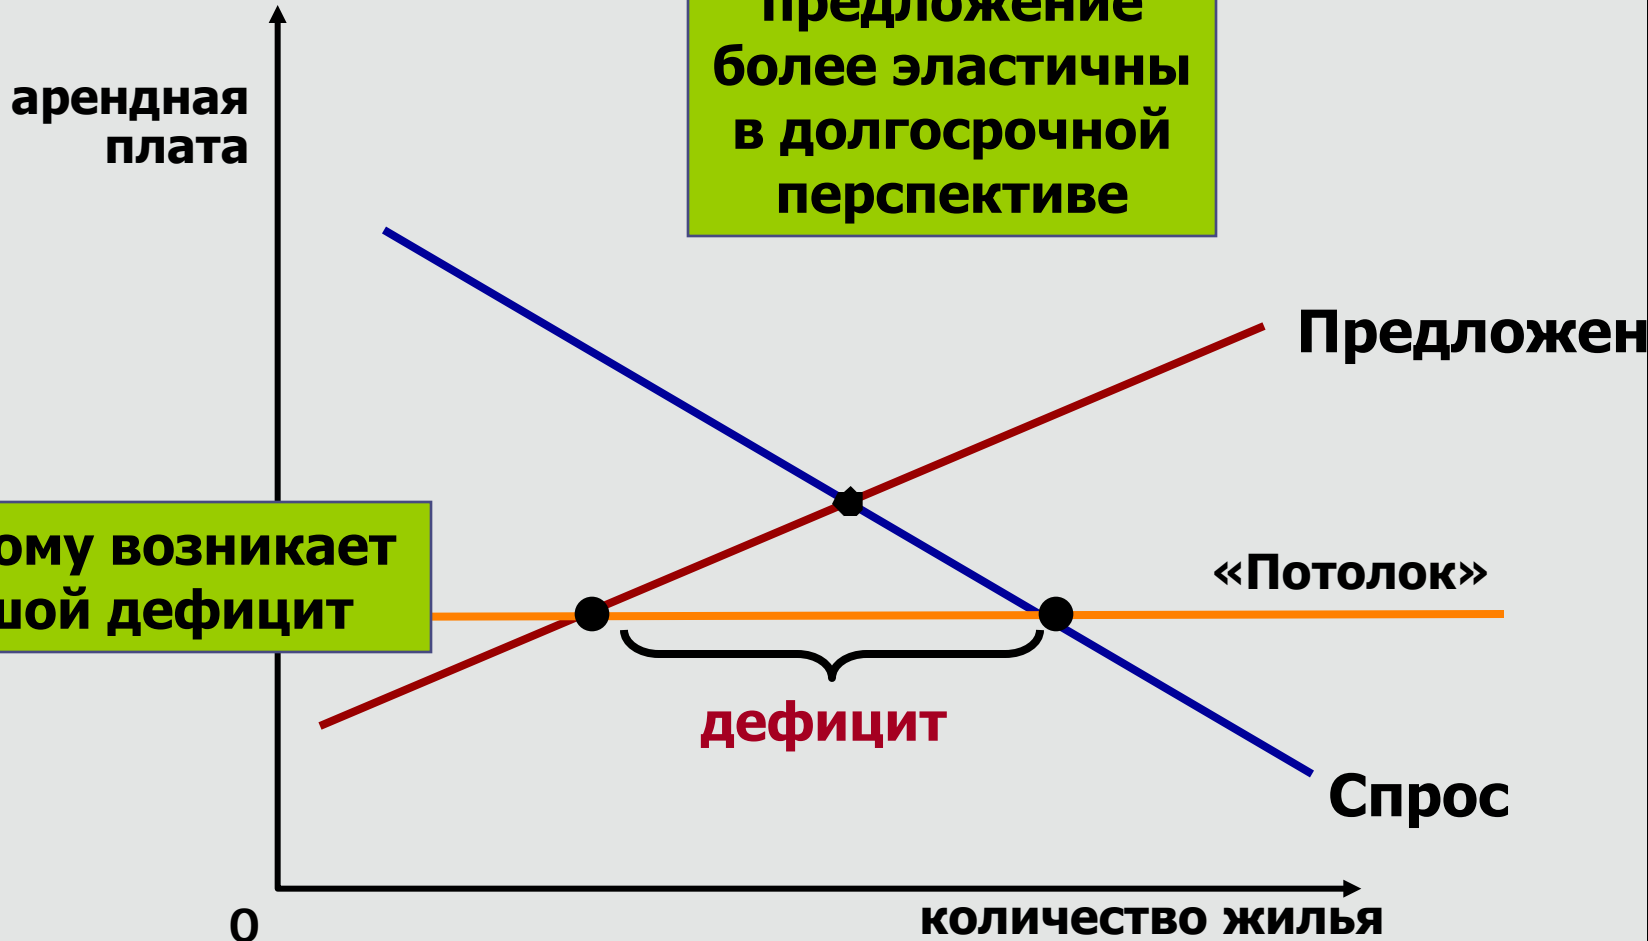 предложение
более эластичны
в долгосрочной
перспективе
арендная
плата
Предложен
ому возникает
шой дефицит
«Потолок»
дефицит
Спрос
0
количество жилья